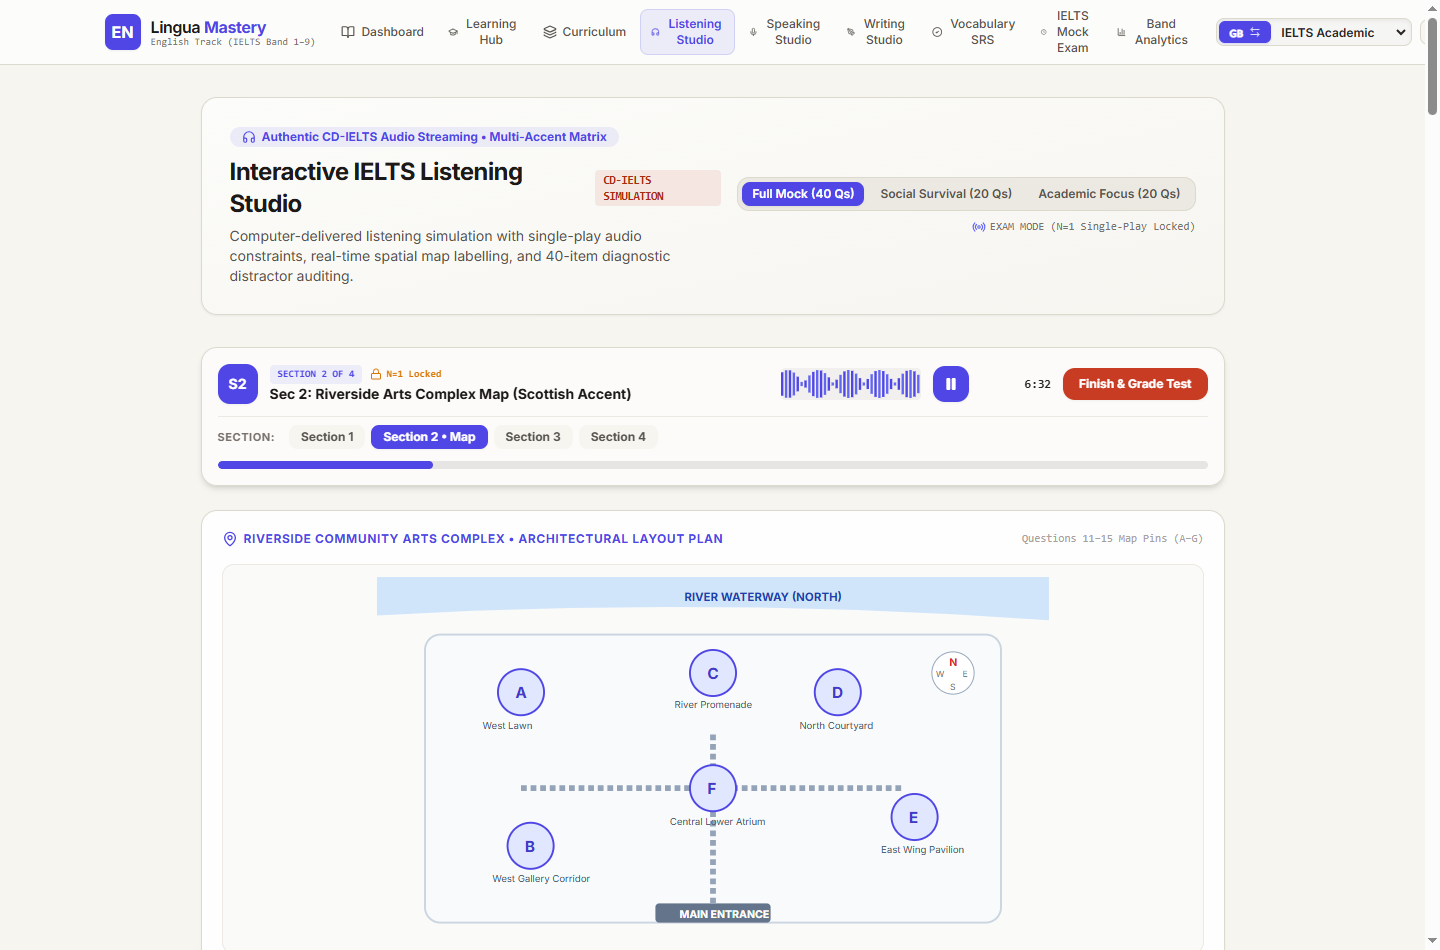 EN
Lingua Mastery
English Track (IELTS Band 1–9)
Dashboard
Learning
Hub
Curriculum
Listening
Studio
Speaking
Studio
Writing
Studio
Vocabulary
SRS
IELTS
Mock
Exam
Band
Analytics
GB
IELTS Academic
Authentic CD-IELTS Audio Streaming • Multi-Accent Matrix
Interactive IELTS Listening
Studio
CD-IELTS
SIMULATION
Computer-delivered listening simulation with single-play audio
constraints, real-time spatial map labelling, and 40-item diagnostic
distractor auditing.
Full Mock (40 Qs)
Social Survival (20 Qs)
Academic Focus (20 Qs)
EXAM MODE (N=1 Single-Play Locked)
S2
SECTION 2 OF 4
N=1 Locked
Sec 2: Riverside Arts Complex Map (Scottish Accent)
6:32
Finish & Grade Test
SECTION:
Section 1
Section 2 • Map
Section 3
Section 4
RIVERSIDE COMMUNITY ARTS COMPLEX • ARCHITECTURAL LAYOUT PLAN
Questions 11–15 Map Pins (A–G)
RIVER WATERWAY (NORTH)
A
West Lawn
C
River Promenade
D
North Courtyard
N
W
E
S
F
Central Lower Atrium
E
East Wing Pavilion
B
West Gallery Corridor
MAIN ENTRANCE